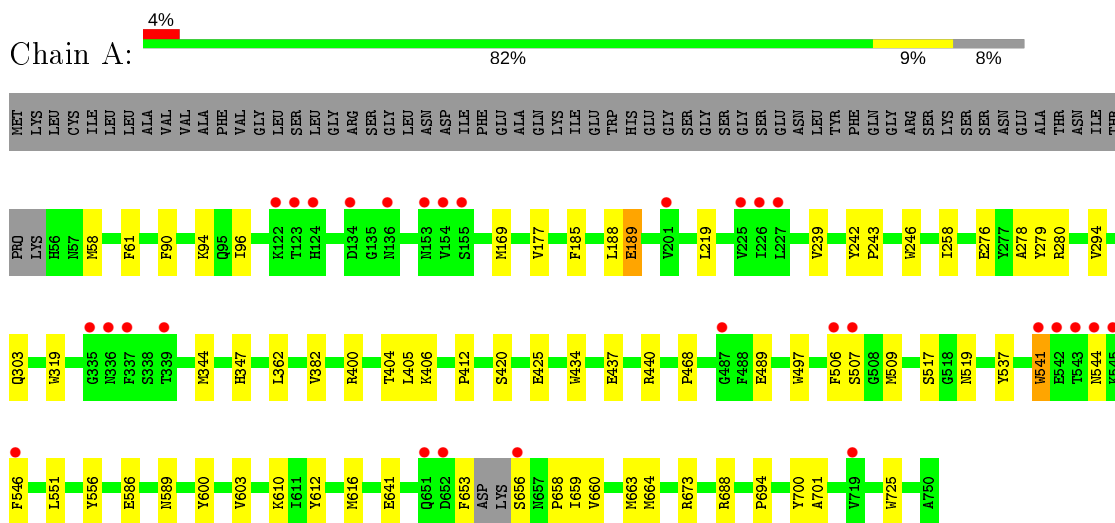 4%
Chain A:
82% 9% 8%
MET LYS LEU CYS ILE LEU LEU ALA VAL VAL ALA PHE VAL GLY LEU SER LEU GLY ARG SER GLY LEU ASN ASP ILE PHE GLU ALA GLN LYS ILE GLU TRP HIS GLU GLY SER GLY SER GLY SER GLU ASN LEU TYR PHE GLN GLY ARG SER LYS SER SER ASN GLU ALA THR ASN ILE THR
PRO LYS H56 N57 M58 F61 F90 K94 Q95 I96 K122 T123 H124 D134 G135 N136 N153 V154 S155 M169 V177 F185 L188 E189 V201 L219 V225 I226 L227 V239 Y242 P243 W246 I258 E276 Y277 A278 Y279 R280 V294
Q303 W319 G335 N336 F337 S338 T339 M344 H347 L362 V382 R400 T404 L405 K406 P412 S420 E425 W434 E437 R440 P468 G487 F488 E489 W497 F506 S507 G508 M509 S517 G518 N519 Y537 W541 E542 T543 N544 K545
F546 L551 Y556 E586 N589 Y600 V603 K610 I611 Y612 M616 E641 Q651 D652 F653 ASP LYS S656 N657 P658 I659 V660 M663 M664 R673 R688 P694 Y700 A701 V719 W725 A750